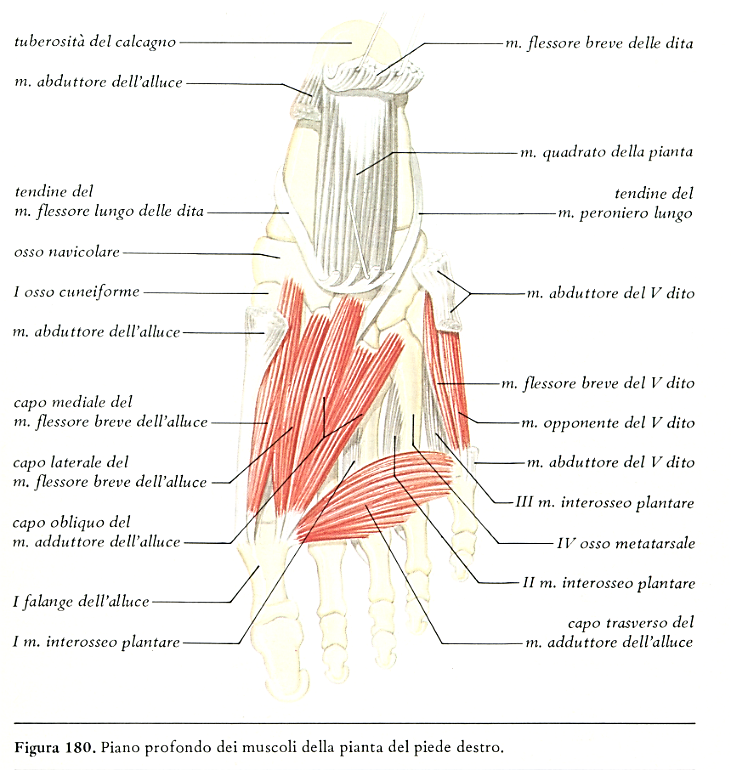 tuberosità del calcagno
m. abduttore dell'alluce
tendine del
m. flessore lungo delle dita
osso navicolare
I osso cuneiforme
m. abduttore dell'alluce
capo mediale del
m. flessore breve dell'alluce
capo laterale del
m. flessore breve dell'alluce
capo obliquo del
m. adduttore dell'alluce
I falange dell'alluce
I m. interosseo plantare
m. flessore breve delle dita
m. quadrato della pianta
tendine del
m. peroniero lungo
m. abduttore del V dito
m. flessore breve del V dito
m. opponente del V dito
m. abduttore del V dito
III m. interosseo plantare
IV osso metatarsale
II m. interosseo plantare
capo trasverso del
m. adduttore dell'alluce
Figura 180. Piano profondo dei muscoli della pianta del piede destro.